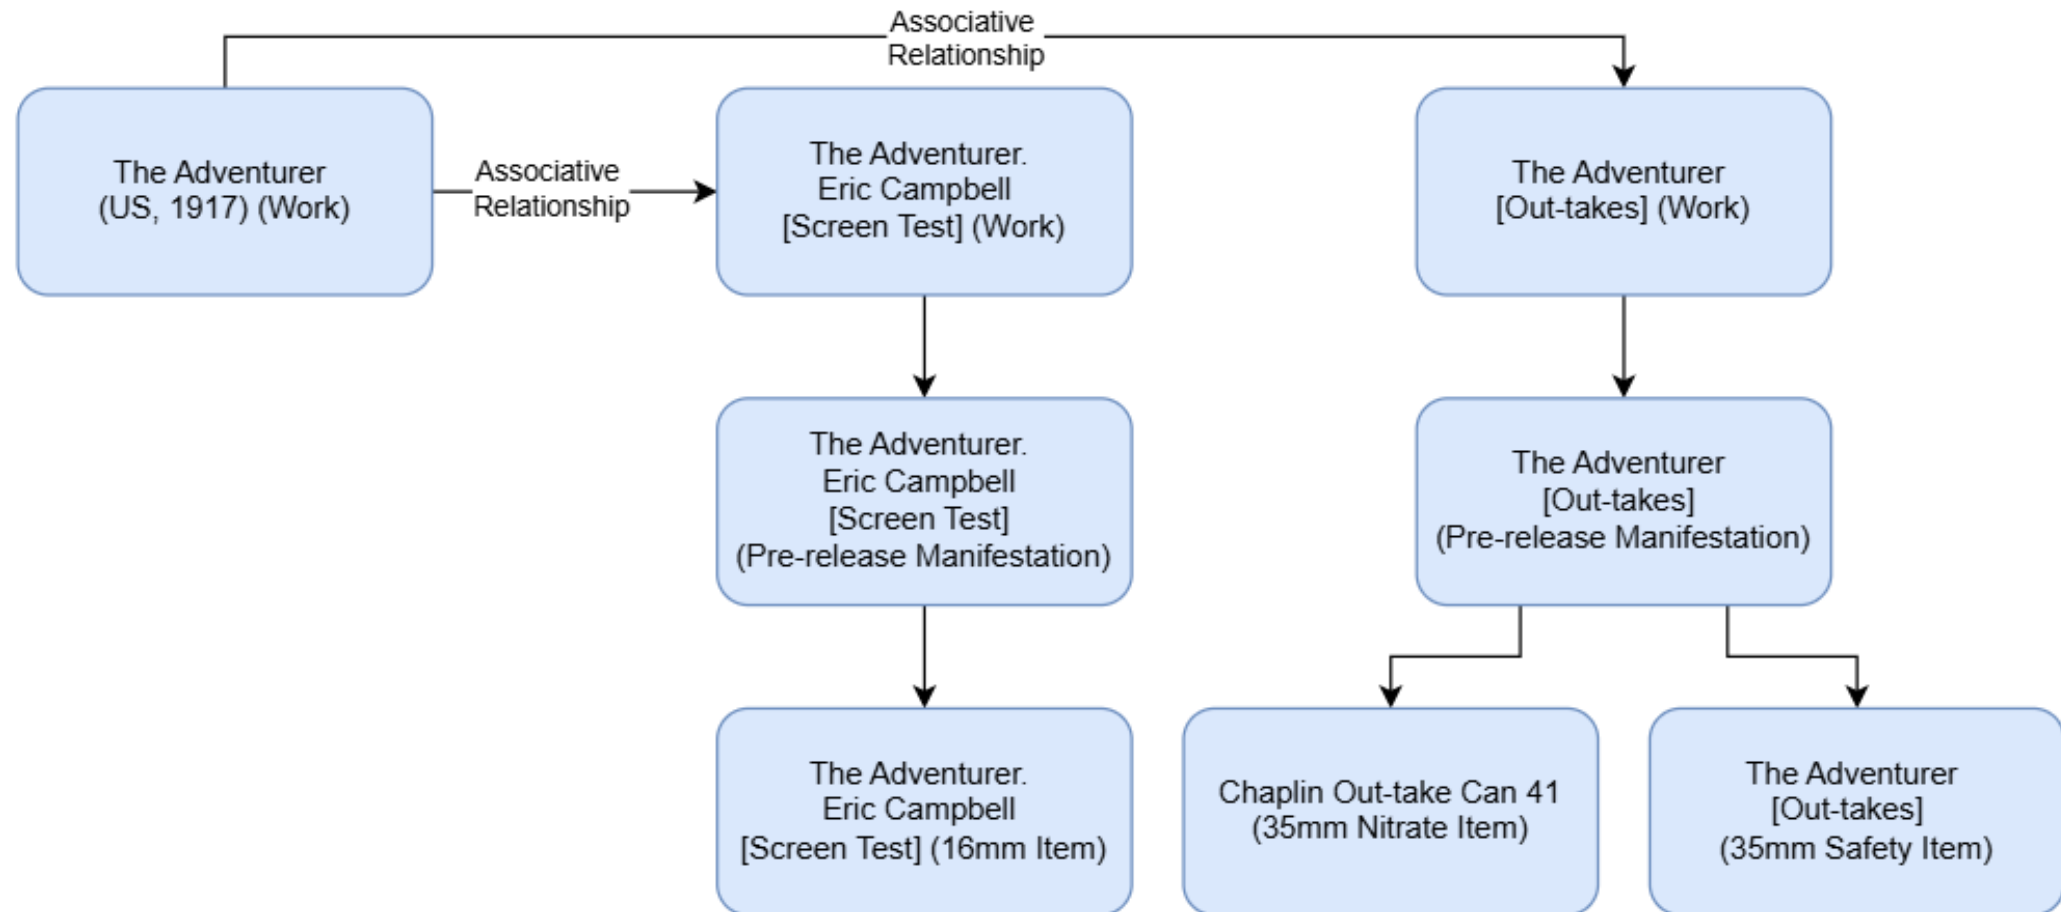 Associative
Relationship
The Adventurer
(US, 1917) (Work)
Associative
Relationship
The Adventurer.
Eric Campbell
[Screen Test] (Work)
The Adventurer
[Out-takes] (Work)
The Adventurer.
Eric Campbell
[Screen Test]
(Pre-release Manifestation)
The Adventurer
[Out-takes]
(Pre-release Manifestation)
The Adventurer.
Eric Campbell
[Screen Test] (16mm Item)
Chaplin Out-take Can 41
(35mm Nitrate Item)
The Adventurer
[Out-takes]
(35mm Safety Item)